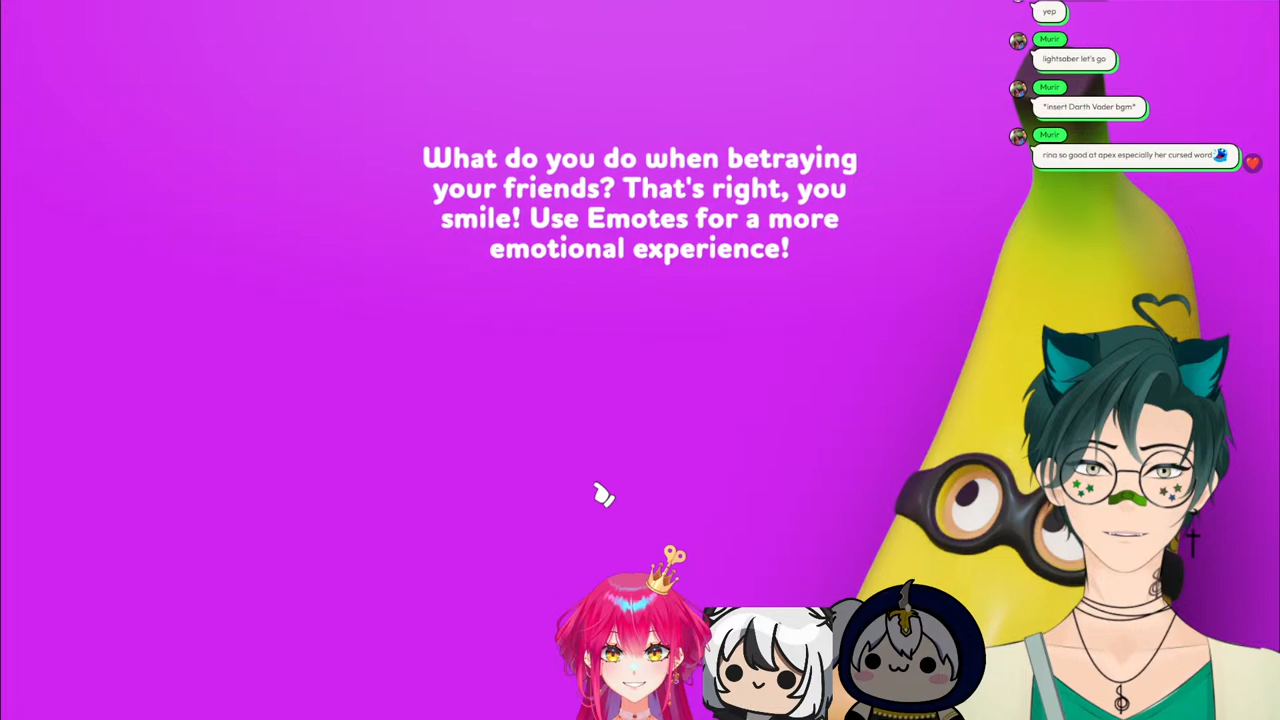 yep
Murir
lightsaber let's go
Murir
*insert Darth Vader bgm*
Murir
rina so good at apex especially her cursed word
What do you do when betraying
your friends? That's right, you
smile! Use Emotes for a more
emotional experience!